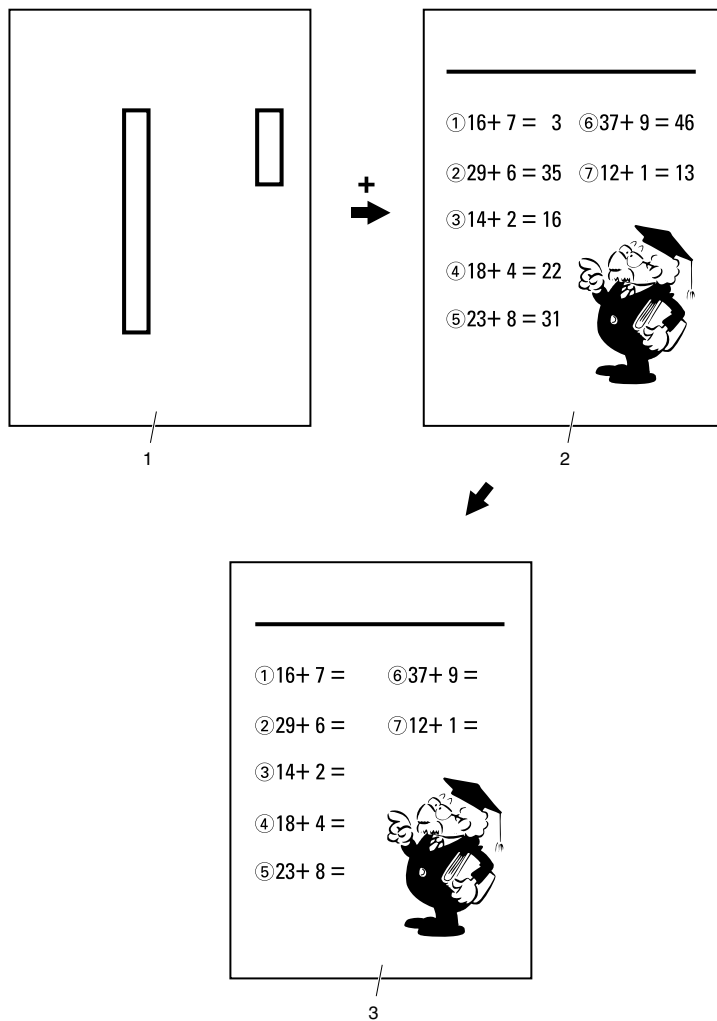 +
①16+ 7 = 3 ⑥37+ 9 = 46
②29+ 6 = 35 ⑦12+ 1 = 13
③14+ 2 = 16
④18+ 4 = 22
⑤23+ 8 = 31
1
2
①16+ 7 = ⑥37+ 9 =
②29+ 6 = ⑦12+ 1 =
③14+ 2 =
④18+ 4 =
⑤23+ 8 =
3